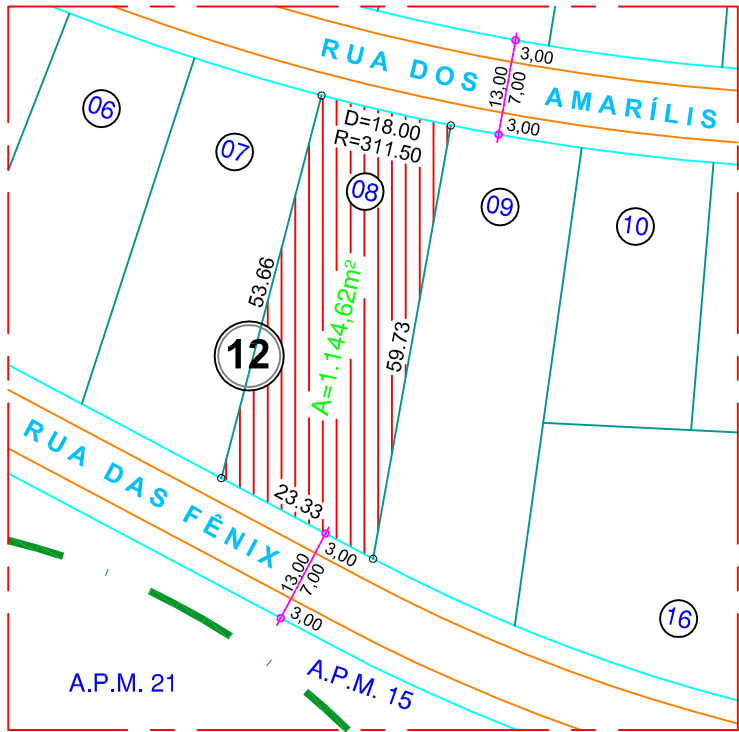 RUA DOS AMARÍLIS
3,00
13,00
7,00
3,00
06
07
D=18.00
R=311.50
08
09
10
53.66
A=1.144,62m²
59.73
12
RUA DAS FÊNIX
23.33
3,00
13,00
7,00
3,00
16
A.P.M. 21
A.P.M. 15